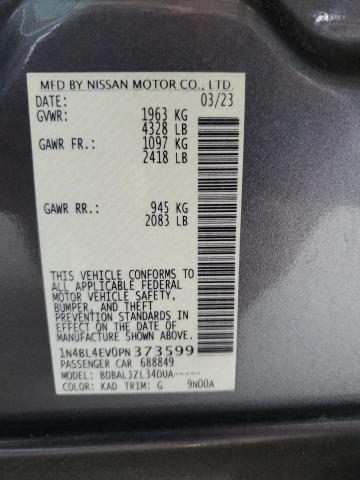 MFD BY NISSAN MOTOR CO., LTD.
DATE: 03/23
GVWR: 1963 KG
4328 LB
GAWR FR.: 1097 KG
2418 LB
GAWR RR.: 945 KG
2083 LB
THIS VEHICLE CONFORMS TO
ALL APPLICABLE FEDERAL
MOTOR VEHICLE SAFETY,
BUMPER, AND THEFT
PREVENTION STANDARDS IN
EFFECT ON THE DATE OF
MANUFACTURE SHOWN ABOVE.
1N4BL4EV0PN373599
PASSENGER CAR 688849
MODEL: BDBALJZL34DUA-----
COLOR: KAD TRIM: G 9N00A